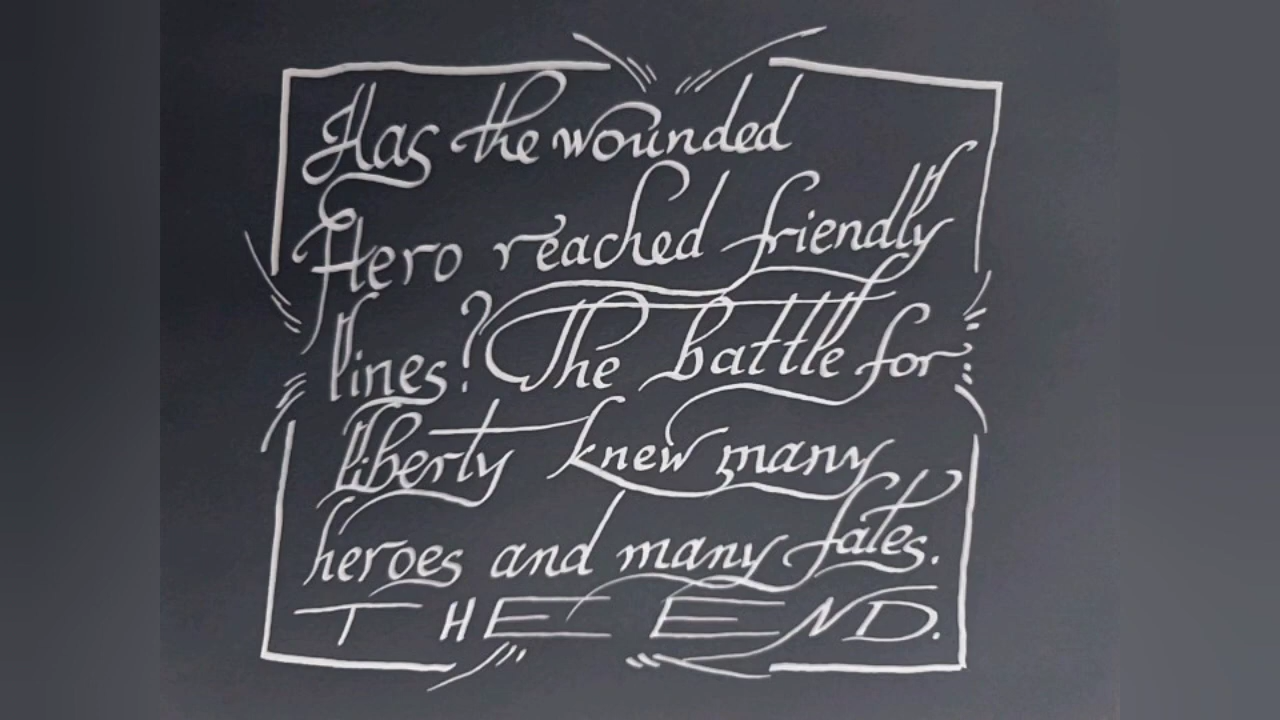 Has the wounded
Hero reached friendly
lines? The battle for
liberty knew many
heroes and many fates.
THE END.